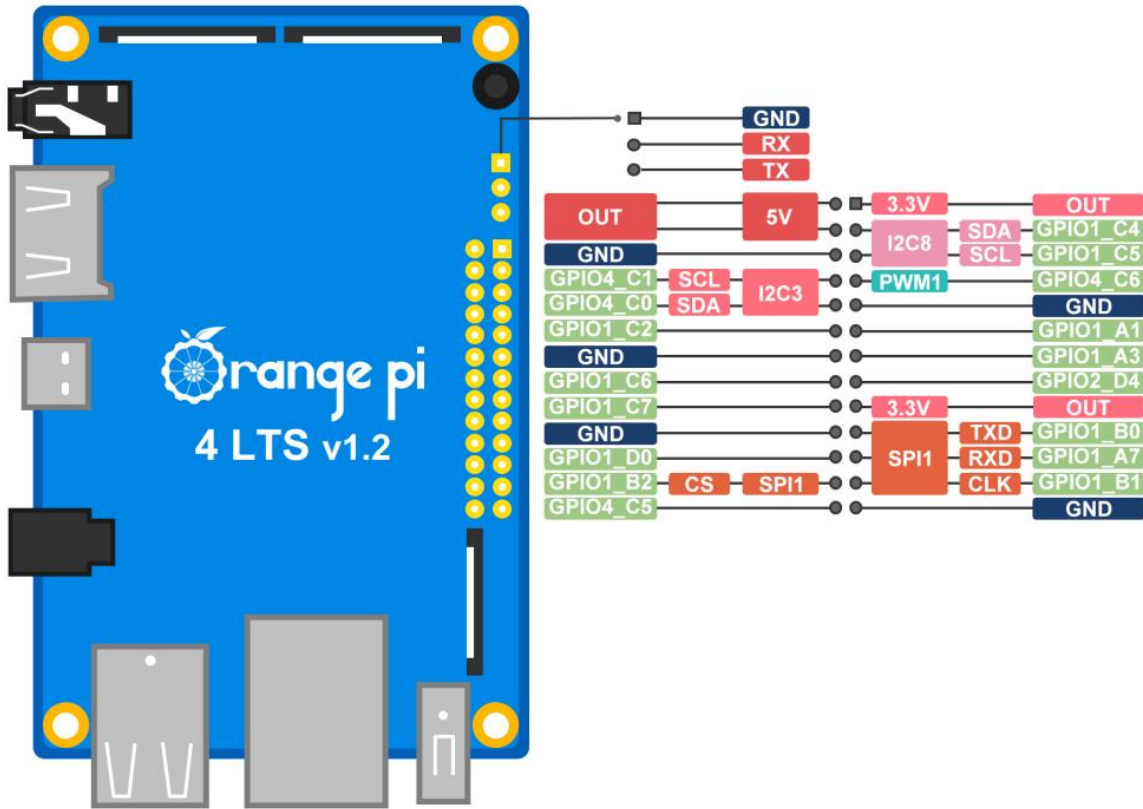 GND
RX
TX
OUT 5V 3.3V OUT
I2C8 SDA GPIO1_C4
GND SCL GPIO1_C5
GPIO4_C1 SCL I2C3 PWM1 GPIO4_C6
GPIO4_C0 SDA GND
GPIO1_C2 GPIO1_A1
GND GPIO1_A3
GPIO1_C6 GPIO2_D4
GPIO1_C7 3.3V OUT
GND SPI1 TXD GPIO1_B0
GPIO1_D0 RXD GPIO1_A7
GPIO1_B2 CS SPI1 CLK GPIO1_B1
GPIO4_C5 GND
Orange pi
4 LTS v1.2